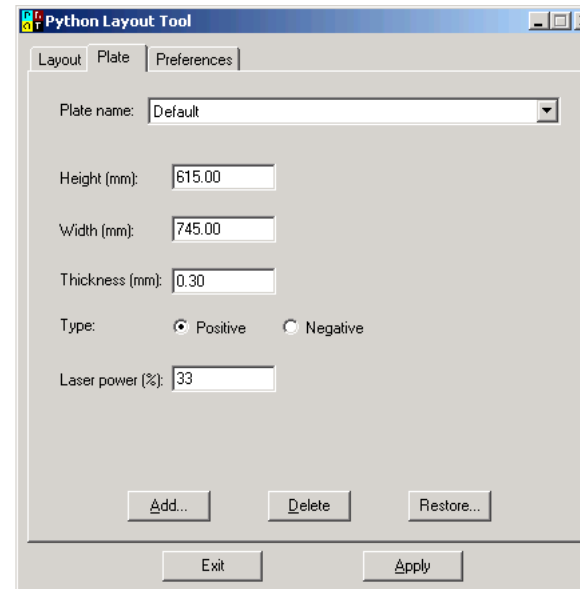 Python Layout Tool
Layout Plate Preferences
Plate name: Default
Height (mm): 615.00
Width (mm): 745.00
Thickness (mm): 0.30
Type: Positive Negative
Laser power (%): 33
Add... Delete Restore...
Exit Apply